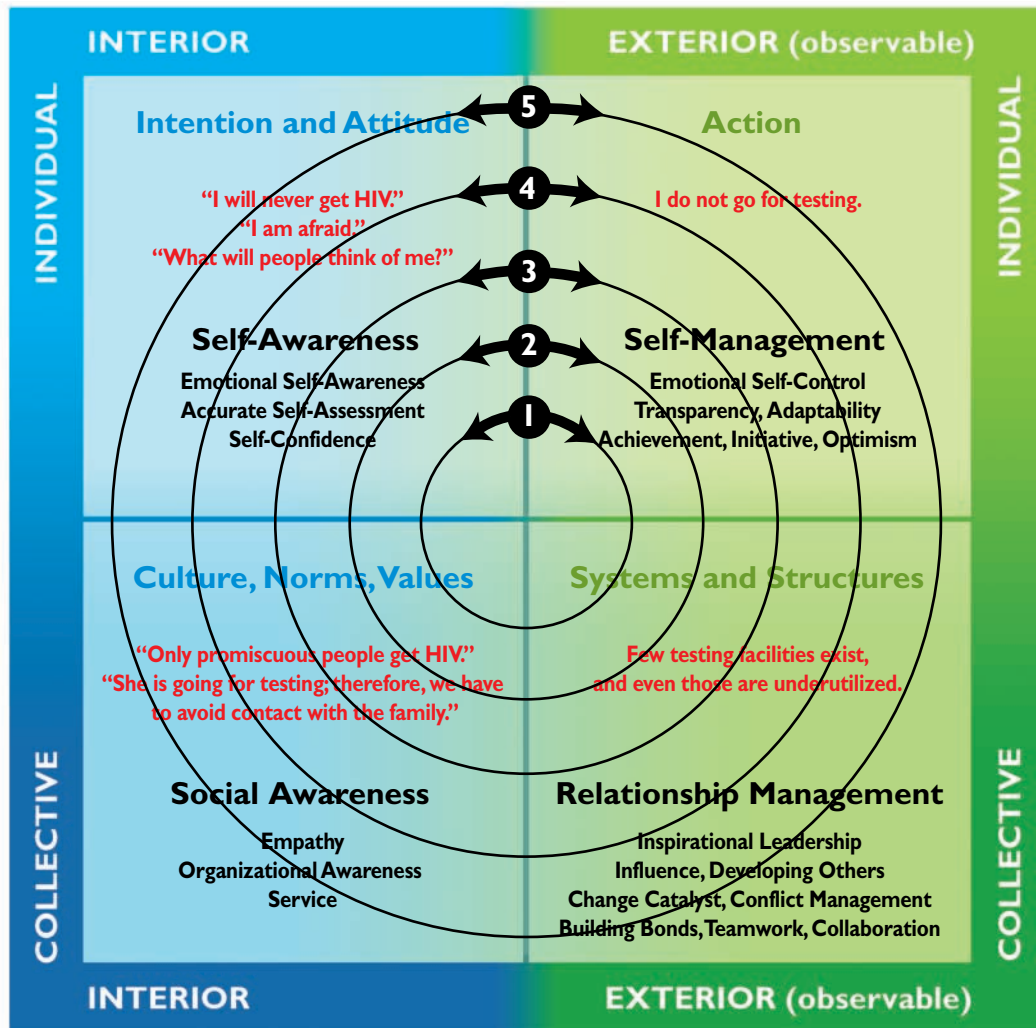 INTERIOR
EXTERIOR (observable)
INDIVIDUAL
INDIVIDUAL
5
Intention and Attitude
Action
4
“I will never get HIV.”
“I am afraid.”
“What will people think of me?”
I do not go for testing.
3
2
Self-Awareness
Emotional Self-Awareness
Accurate Self-Assessment
Self-Confidence
Self-Management
Emotional Self-Control
Transparency, Adaptability
Achievement, Initiative, Optimism
1
Culture, Norms, Values
Systems and Structures
“Only promiscuous people get HIV.”
“She is going for testing; therefore, we have
to avoid contact with the family.”
Few testing facilities exist,
and even those are underutilized.
Social Awareness
Empathy
Organizational Awareness
Service
Relationship Management
Inspirational Leadership
Influence, Developing Others
Change Catalyst, Conflict Management
Building Bonds, Teamwork, Collaboration
COLLECTIVE
COLLECTIVE
INTERIOR
EXTERIOR (observable)